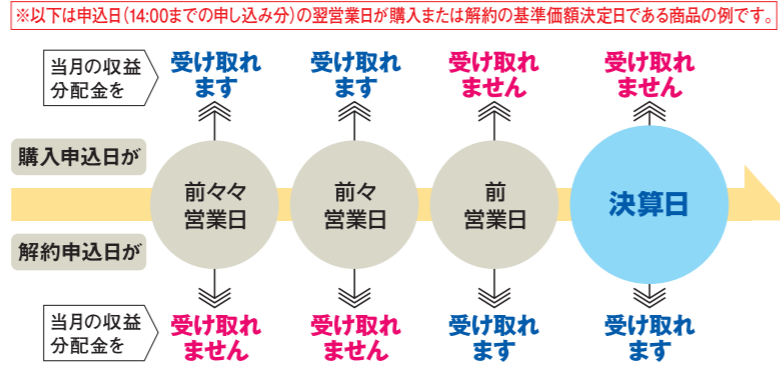 ※以下は申込日(14:00までの申し込み分)の翌営業日が購入または解約の基準価額決定日である商品の例です。
当月の収益
分配金を
受け取れ
ます
受け取れ
ます
受け取れ
ません
受け取れ
ません
購入申込日が
前々々
営業日
前々
営業日
前
営業日
決算日
解約申込日が
当月の収益
分配金を
受け取れ
ません
受け取れ
ません
受け取れ
ます
受け取れ
ます